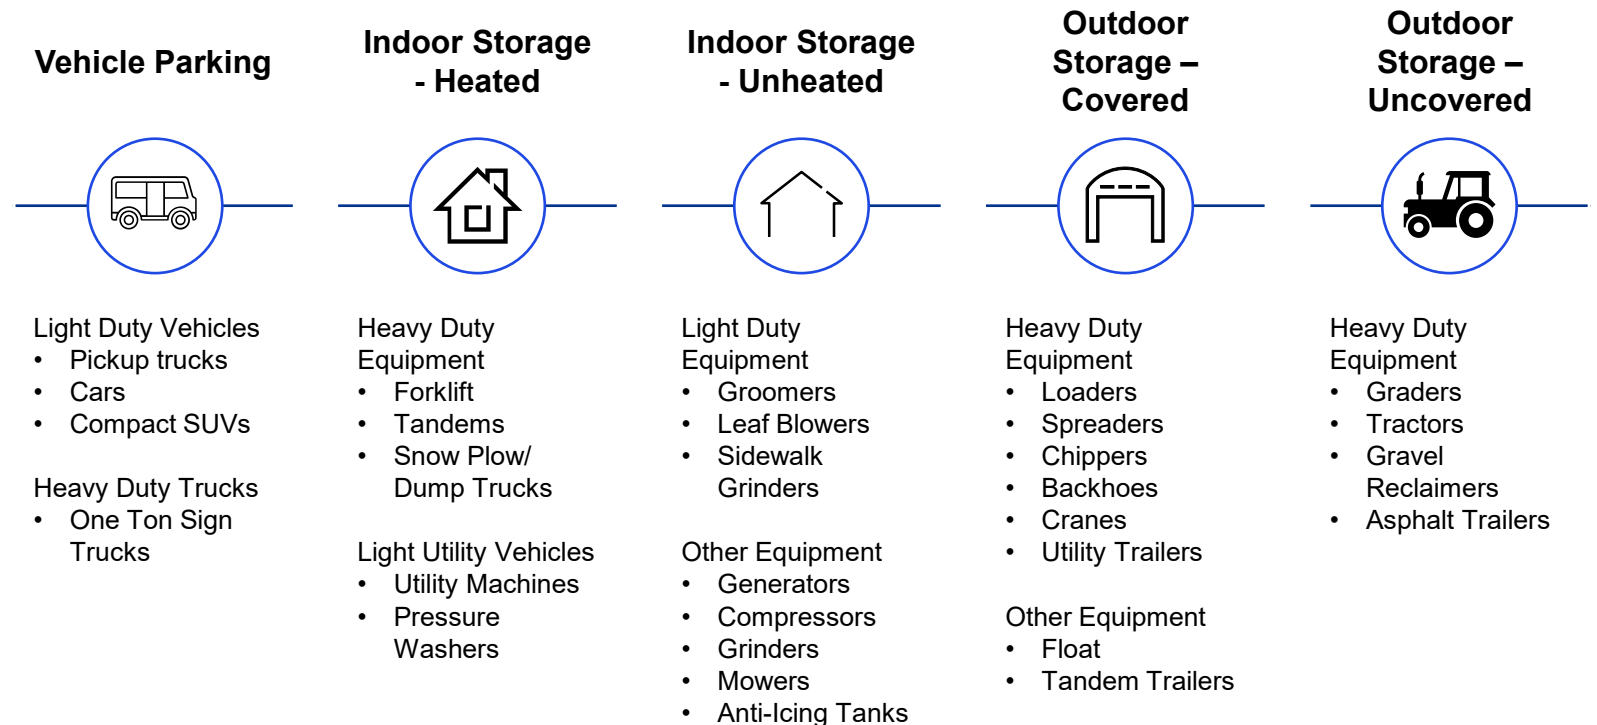 Vehicle Parking
Light Duty Vehicles
• Pickup trucks
• Cars
• Compact SUVs
Heavy Duty Trucks
• One Ton Sign
Trucks
Indoor Storage
- Heated
Heavy Duty
Equipment
• Forklift
• Tandems
• Snow Plow/
Dump Trucks
Light Utility Vehicles
• Utility Machines
• Pressure
Washers
Indoor Storage
- Unheated
Light Duty
Equipment
• Groomers
• Leaf Blowers
• Sidewalk
Grinders
Other Equipment
• Generators
• Compressors
• Grinders
• Mowers
• Anti-Icing Tanks
Outdoor
Storage –
Covered
Heavy Duty
Equipment
• Loaders
• Spreaders
• Chippers
• Backhoes
• Cranes
• Utility Trailers
Other Equipment
• Float
• Tandem Trailers
Outdoor
Storage –
Uncovered
Heavy Duty
Equipment
• Graders
• Tractors
• Gravel
Reclaimers
• Asphalt Trailers